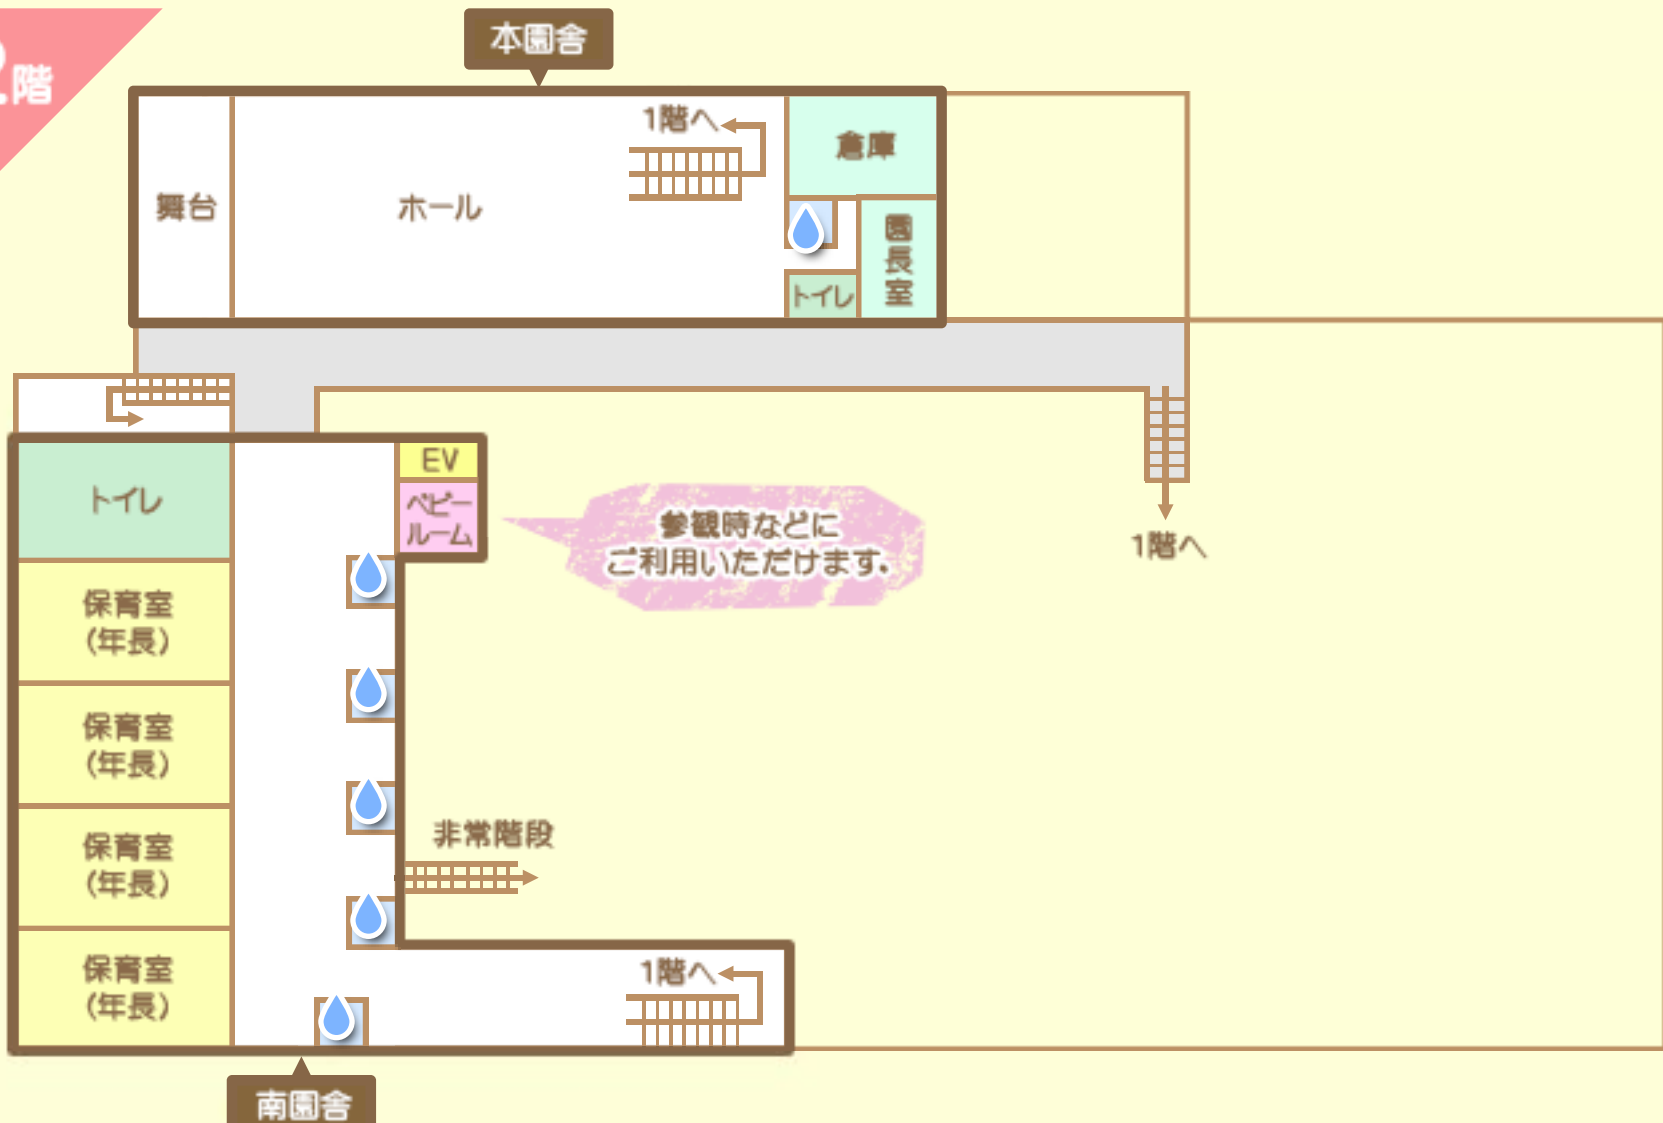 2階
本園舎
1階へ
倉庫
舞台
ホール
園
長
室
トイレ
EV
トイレ
ベビー
ルーム
参観時などに
ご利用いただけます。
1階へ
保育室
(年長)
保育室
(年長)
保育室
(年長)
非常階段
保育室
(年長)
1階へ
南園舎